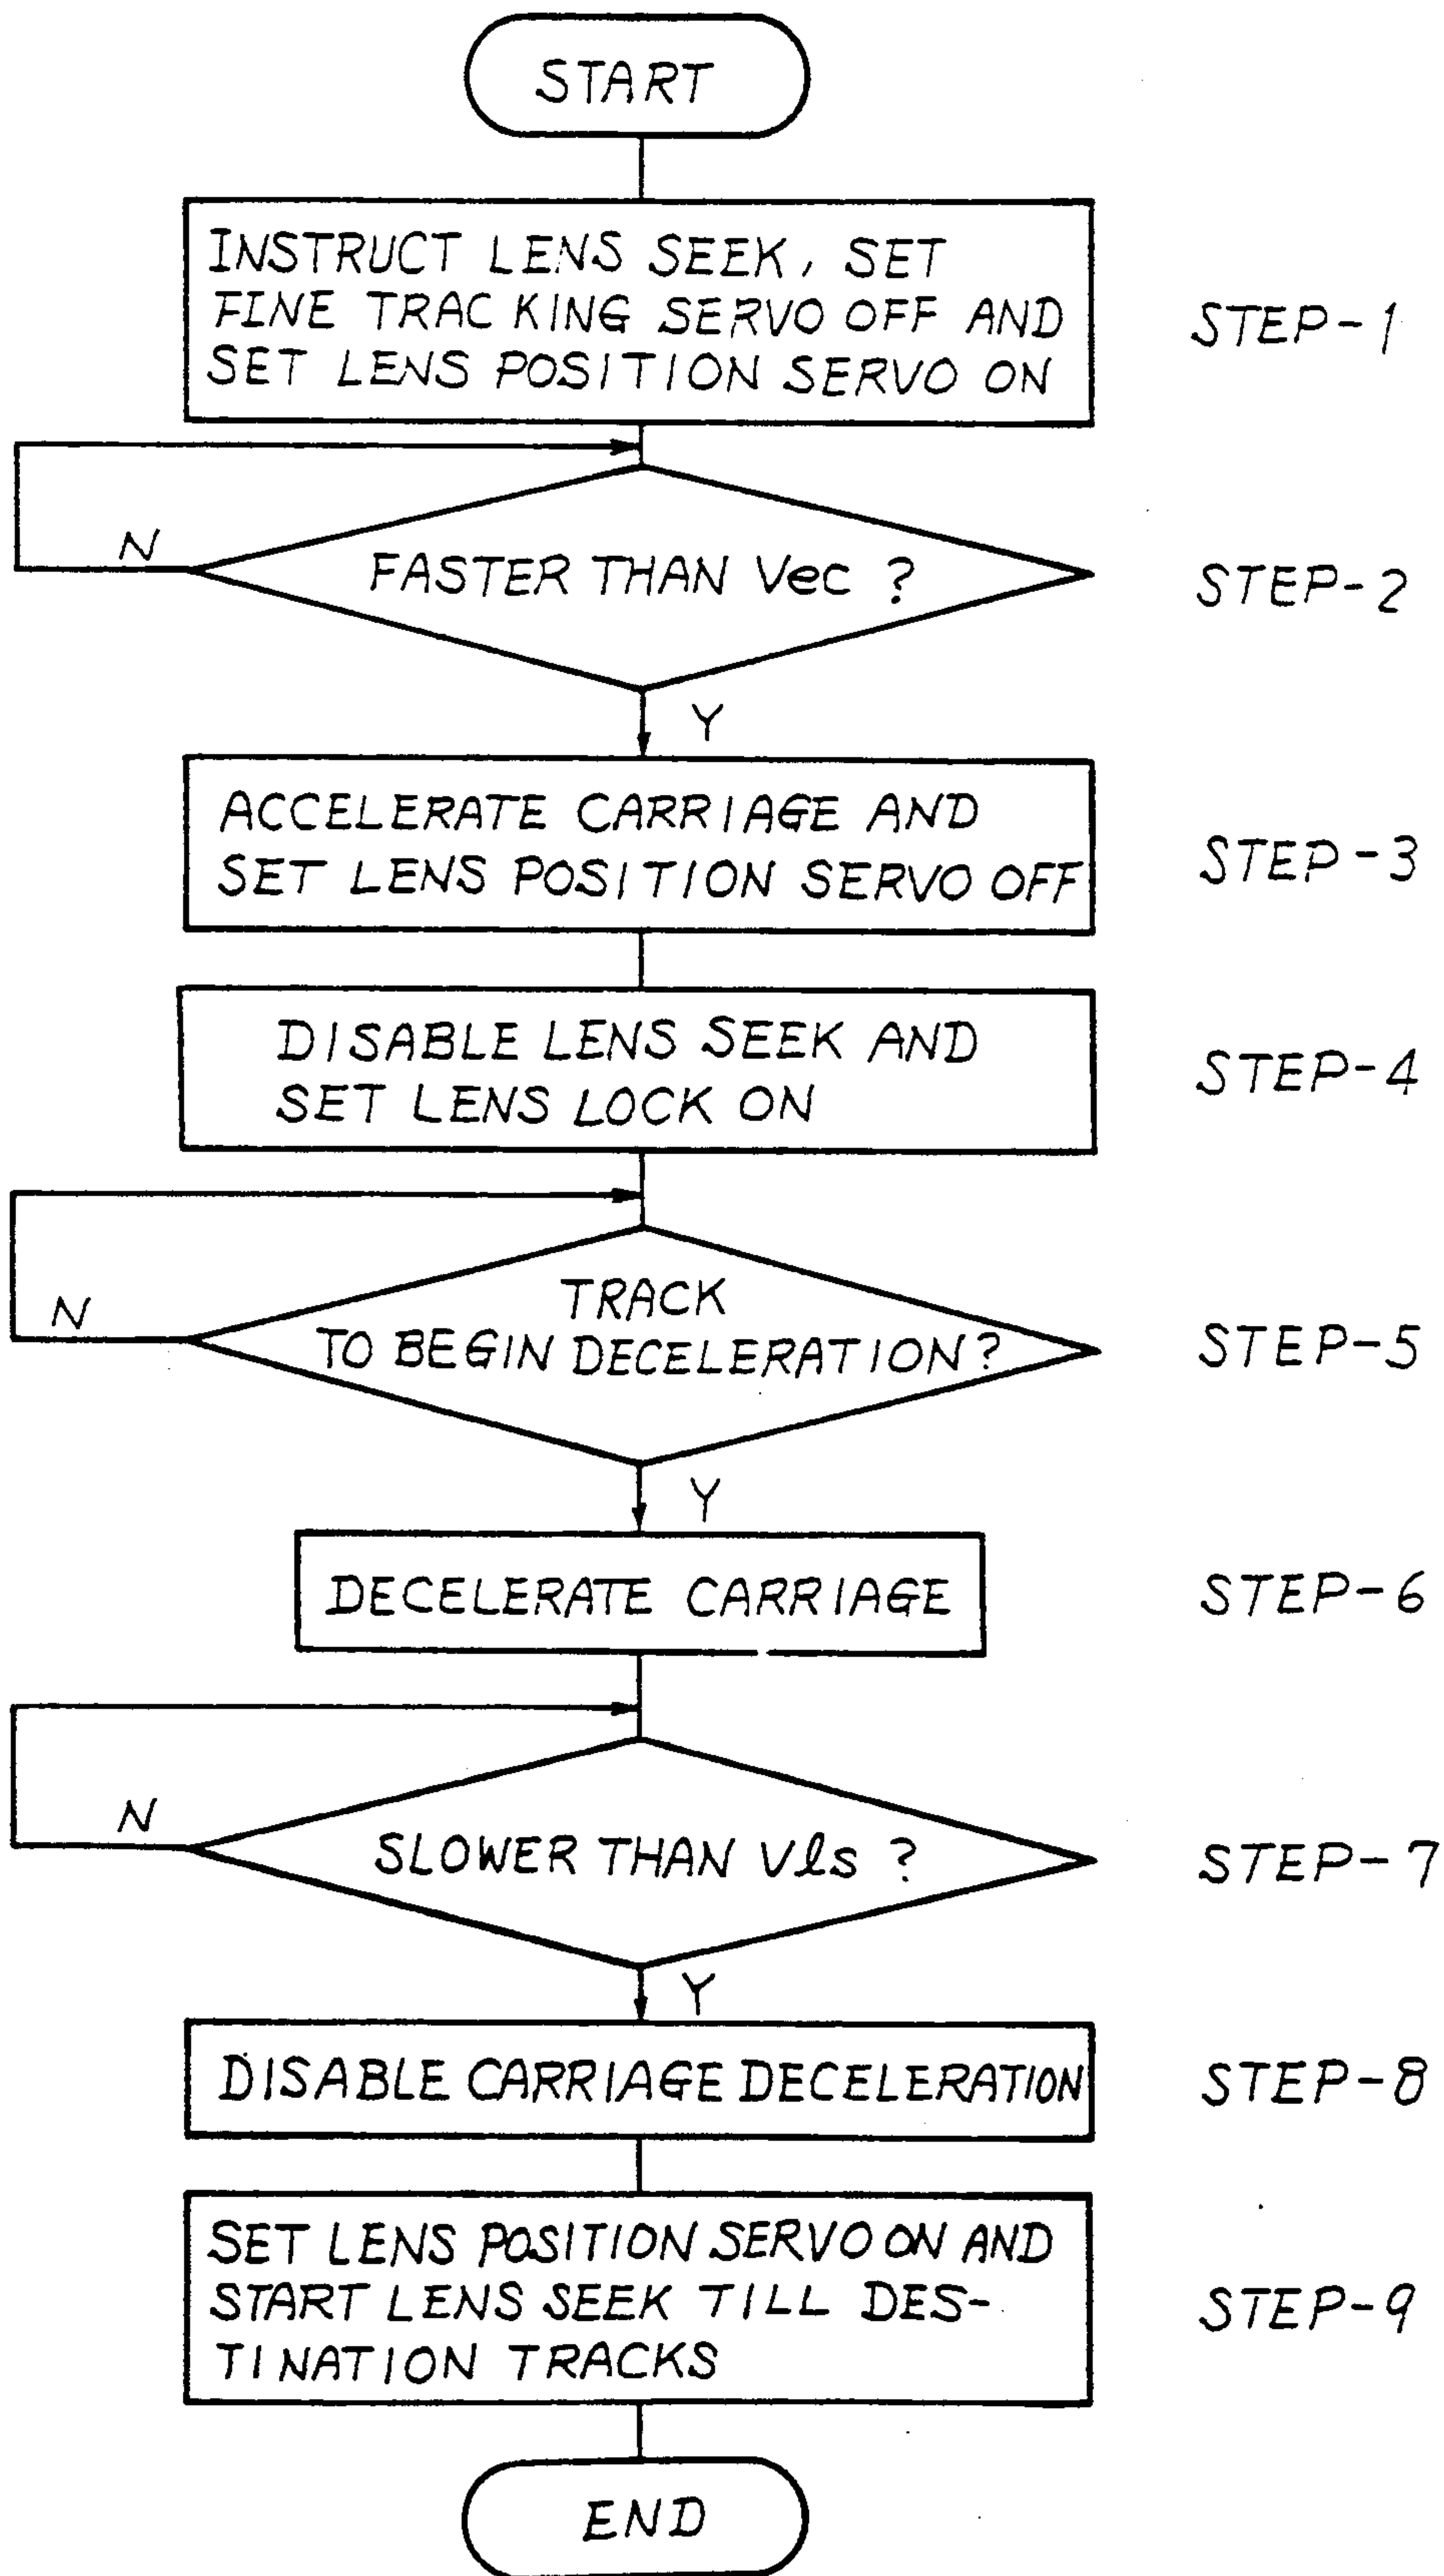 START
INSTRUCT LENS SEEK, SET
FINE TRACKING SERVO OFF AND
SET LENS POSITION SERVO ON
STEP-1
N
FASTER THAN Vec ?
STEP-2
Y
ACCELERATE CARRIAGE AND
SET LENS POSITION SERVO OFF
STEP-3
DISABLE LENS SEEK AND
SET LENS LOCK ON
STEP-4
N
TRACK
TO BEGIN DECELERATION?
STEP-5
Y
DECELERATE CARRIAGE
STEP-6
N
SLOWER THAN Vls ?
STEP-7
Y
DISABLE CARRIAGE DECELERATION
STEP-8
SET LENS POSITION SERVO ON AND
START LENS SEEK TILL DES-
TINATION TRACKS
STEP-9
END